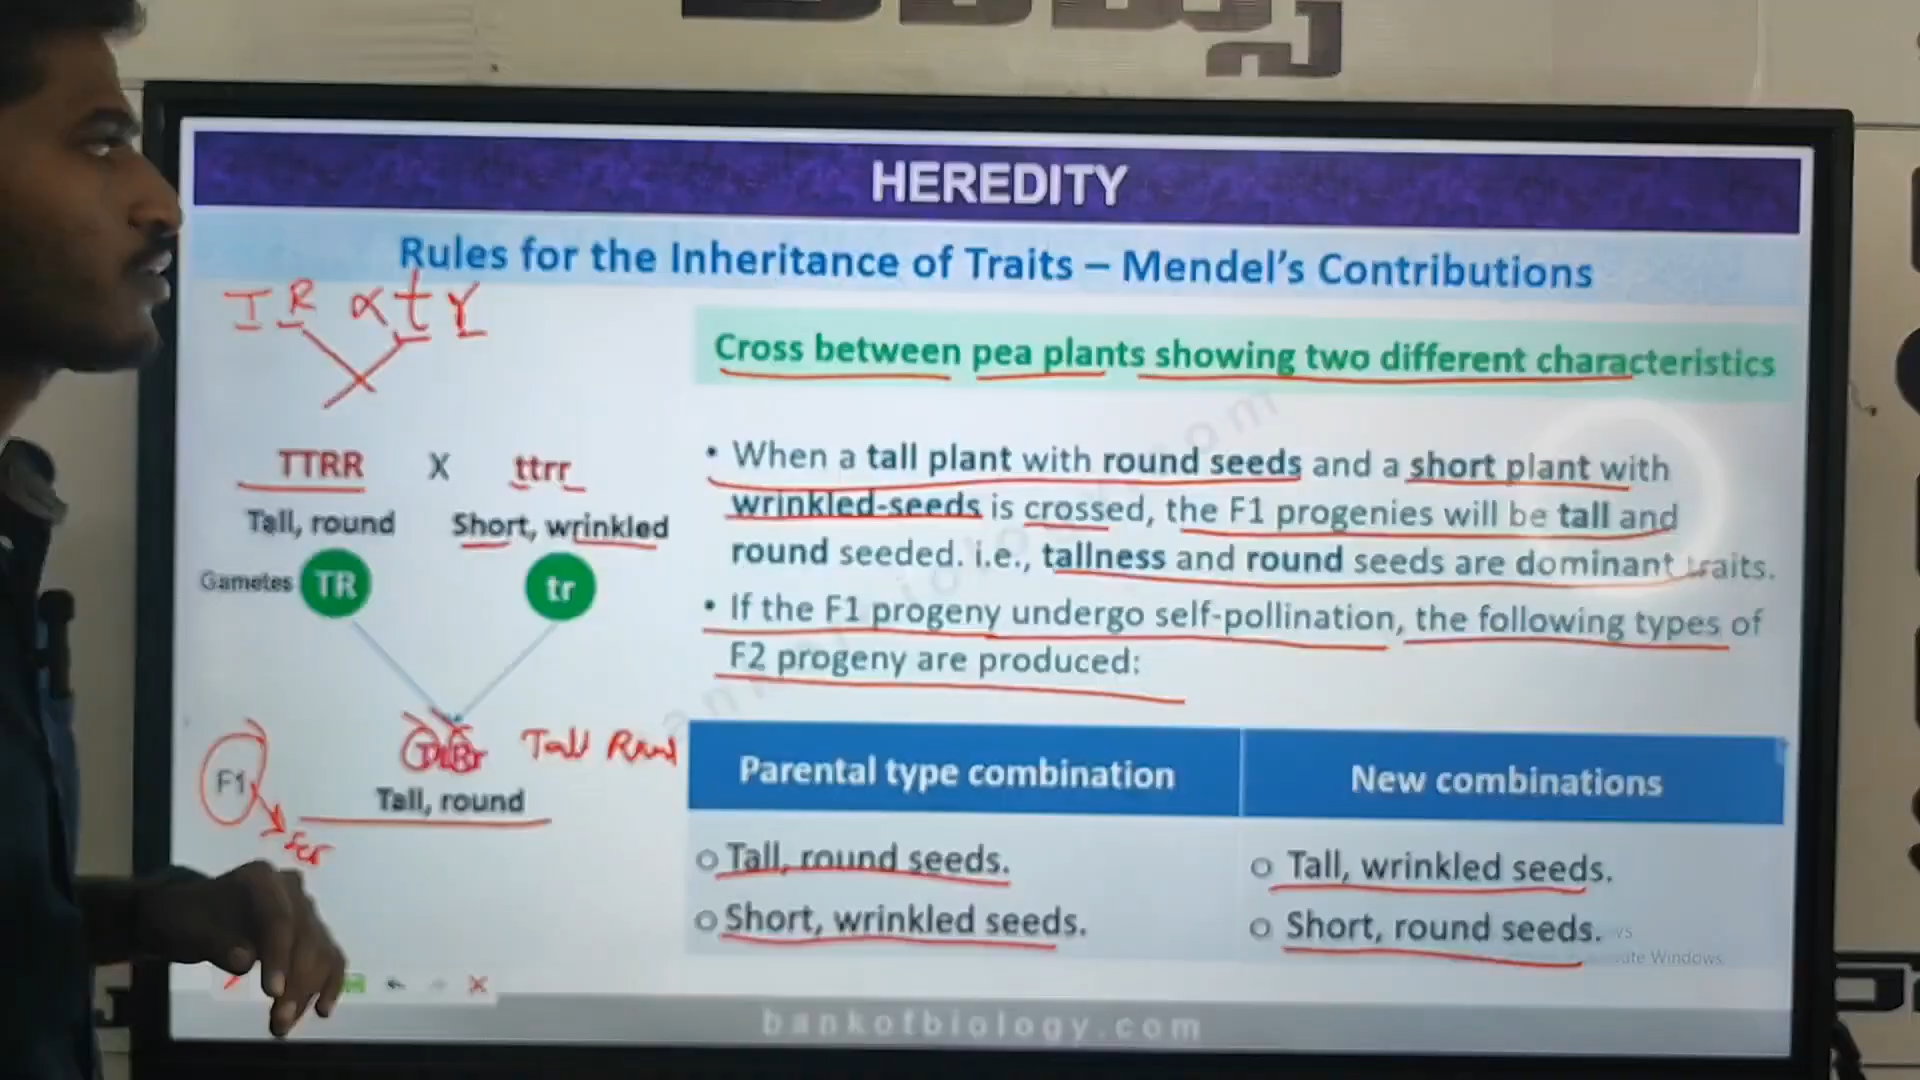 HEREDITY
Rules for the Inheritance of Traits – Mendel's Contributions
T R x t r
Cross between pea plants showing two different characteristics
TTRR X ttrr
Tall, round Short, wrinkled
Gametes TR tr
• When a tall plant with round seeds and a short plant with
wrinkled-seeds is crossed, the F1 progenies will be tall and
round seeded. i.e., tallness and round seeds are dominant traits.
• If the F1 progeny undergo self-pollination, the following types of
F2 progeny are produced:
Tall
F1
Tall, round
Parental type combination New combinations
o Tall, round seeds. o Tall, wrinkled seeds.
o Short, wrinkled seeds. o Short, round seeds.
Windows
bankofbiology.com